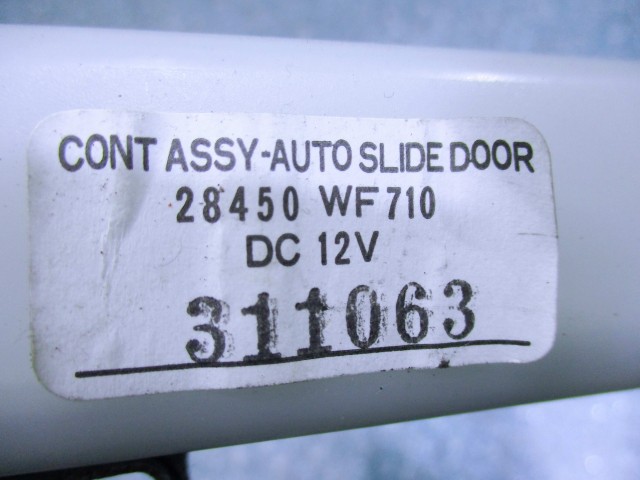 CONT ASSY-AUTO SLIDE DOOR
28450 WF710
DC 12V
311063